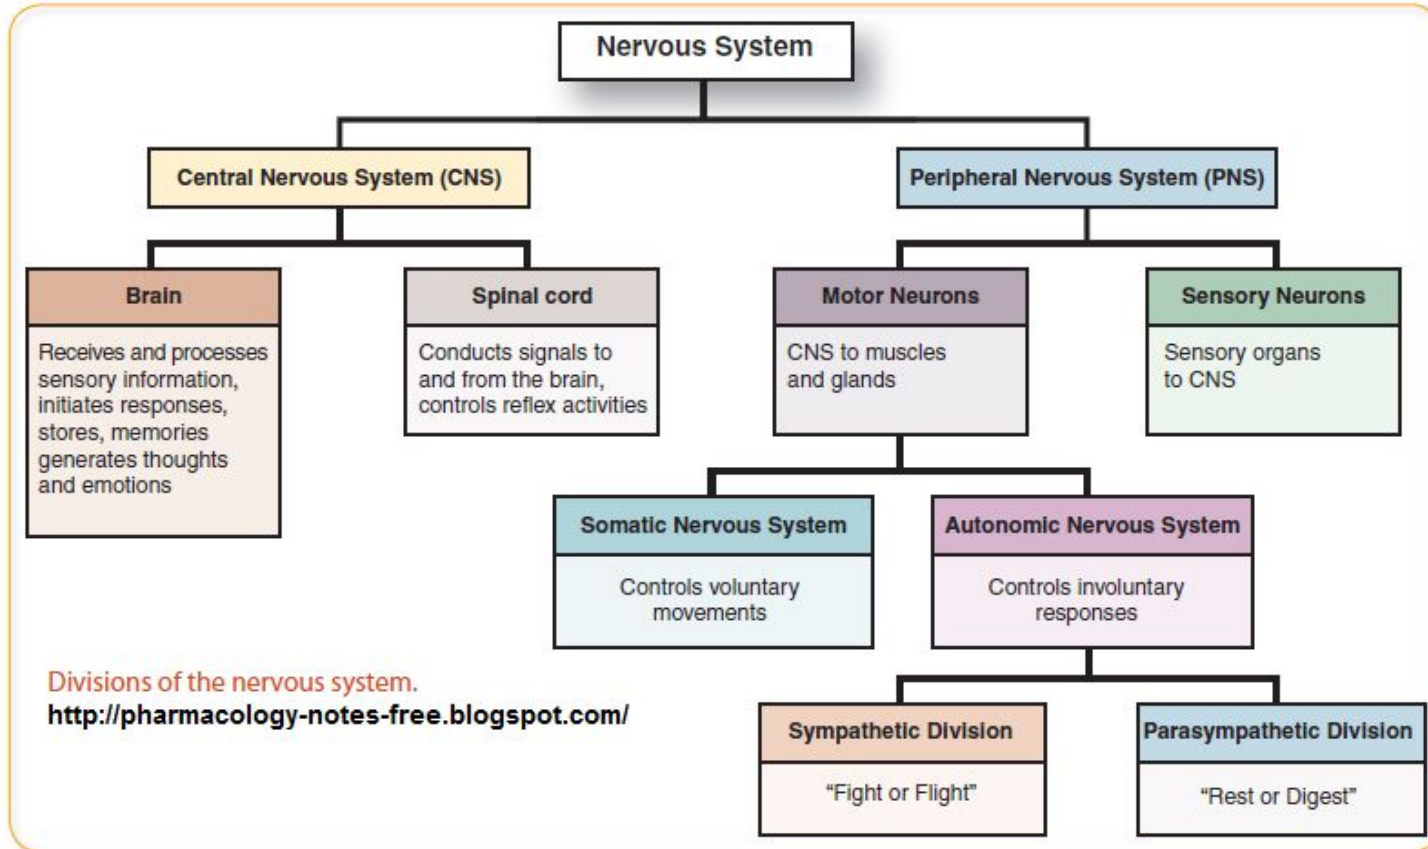 Nervous System
Central Nervous System (CNS)
Peripheral Nervous System (PNS)
Brain
Receives and processes
sensory information,
initiates responses,
stores, memories
generates thoughts
and emotions
Spinal cord
Conducts signals to
and from the brain,
controls reflex activities
Motor Neurons
CNS to muscles
and glands
Sensory Neurons
Sensory organs
to CNS
Somatic Nervous System
Controls voluntary
movements
Autonomic Nervous System
Controls involuntary
responses
Sympathetic Division
“Fight or Flight”
Parasympathetic Division
“Rest or Digest”
Divisions of the nervous system.
http://pharmacology-notes-free.blogspot.com/